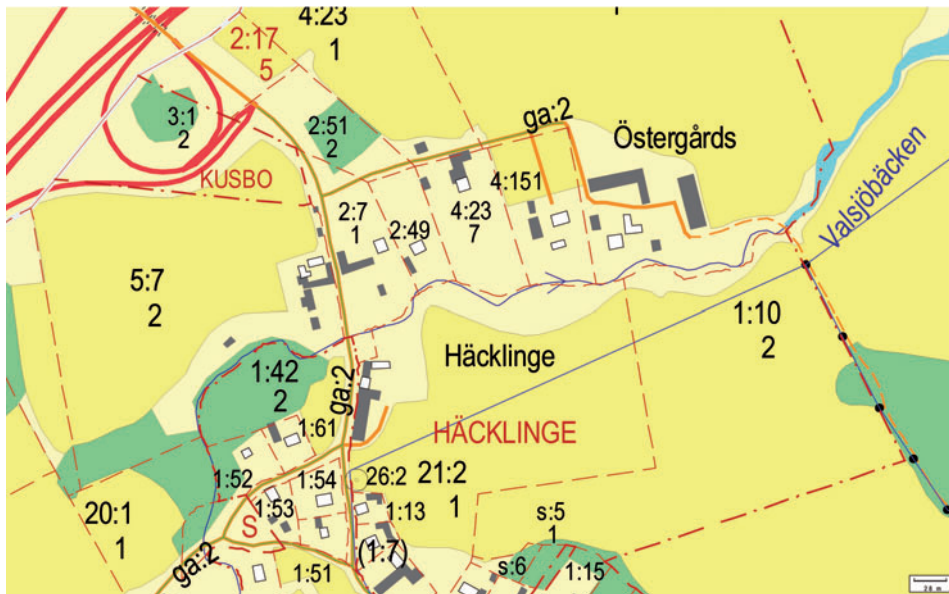 4:23
1
2:17
5
3:1
2
2:51
2
ga:2
Östergårds
KUSBO
4:151
2:7
1
2:49
4:23
7
Valsjöbäcken
5:7
2
1:10
2
Häcklinge
1:42
2
ga:2
1:61
HÄCKLINGE
1:52
1:54
26:2
21:2
1
1:53
1:13
20:1
1
S
s:5
1
(1:7)
ga:2
1:51
s:6
1:15
28 m